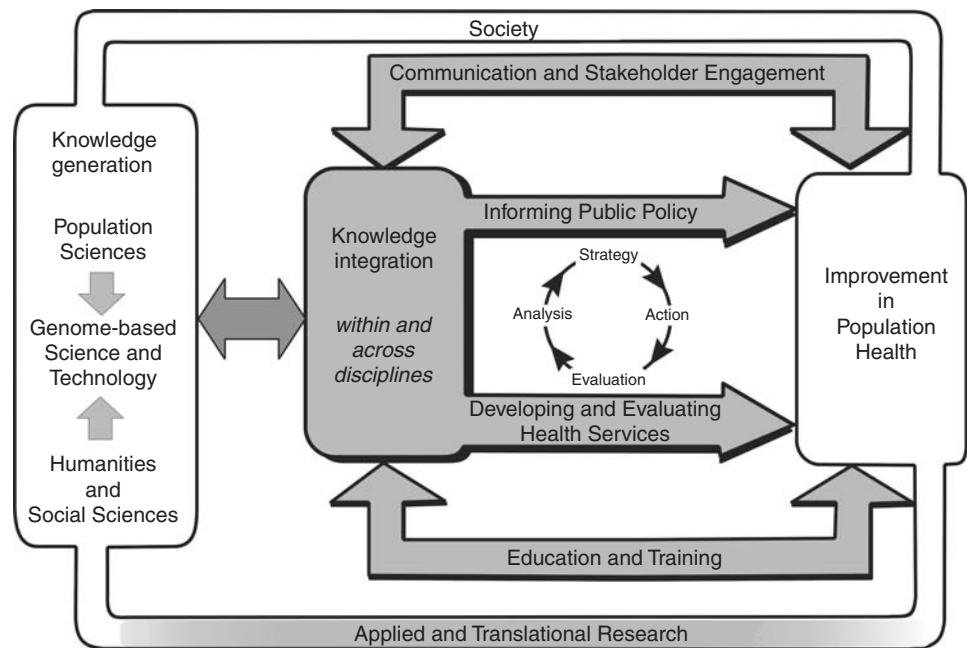 Society
Communication and Stakeholder Engagement
Knowledge
generation
Population
Sciences
Genome-based
Science and
Technology
Humanities
and
Social Sciences
Knowledge
integration
within and
across
disciplines
Informing Public Policy
Strategy
Analysis
Action
Evaluation
Developing and Evaluating
Health Services
Improvement
in
Population
Health
Education and Training
Applied and Translational Research